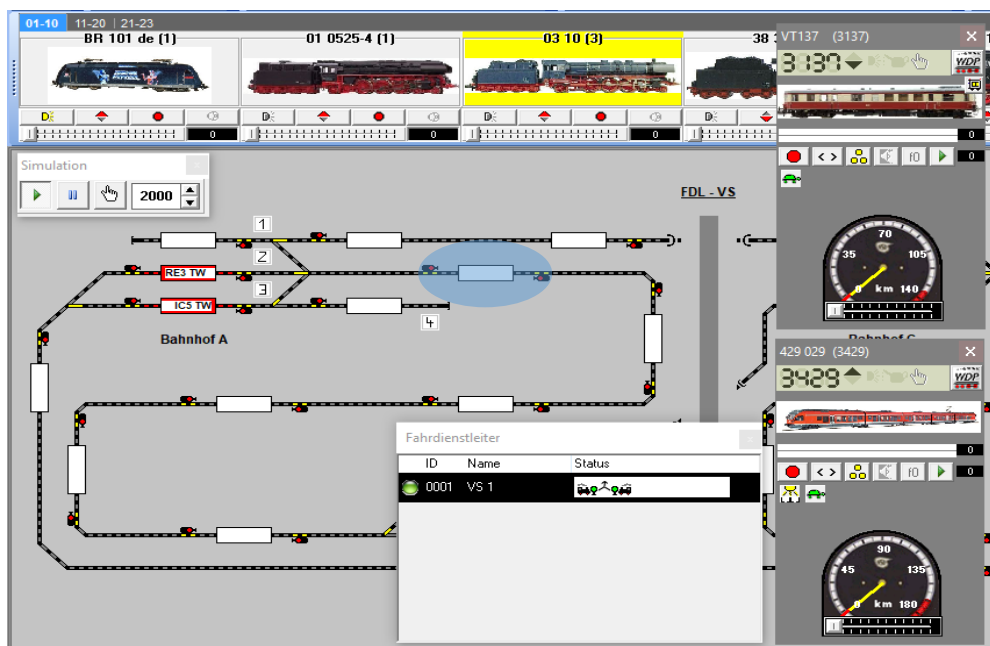 01-10 11-20 | 21-23
BR 101 de (1)
01 0525-4 (1)
03 10 (3)
38 3
0
0
0
VT137 (3137)
3137
WDP
0
f0
0
35
70
105
0
km 140
Simulation
2000
FDL - VS
1
2
RE3 TW
3
IC5 TW
4
Bahnhof A
429 029 (3429)
3429
WDP
0
f0
0
45
90
135
0
km 180
Fahrdienstleiter
ID Name Status
0001 VS 1